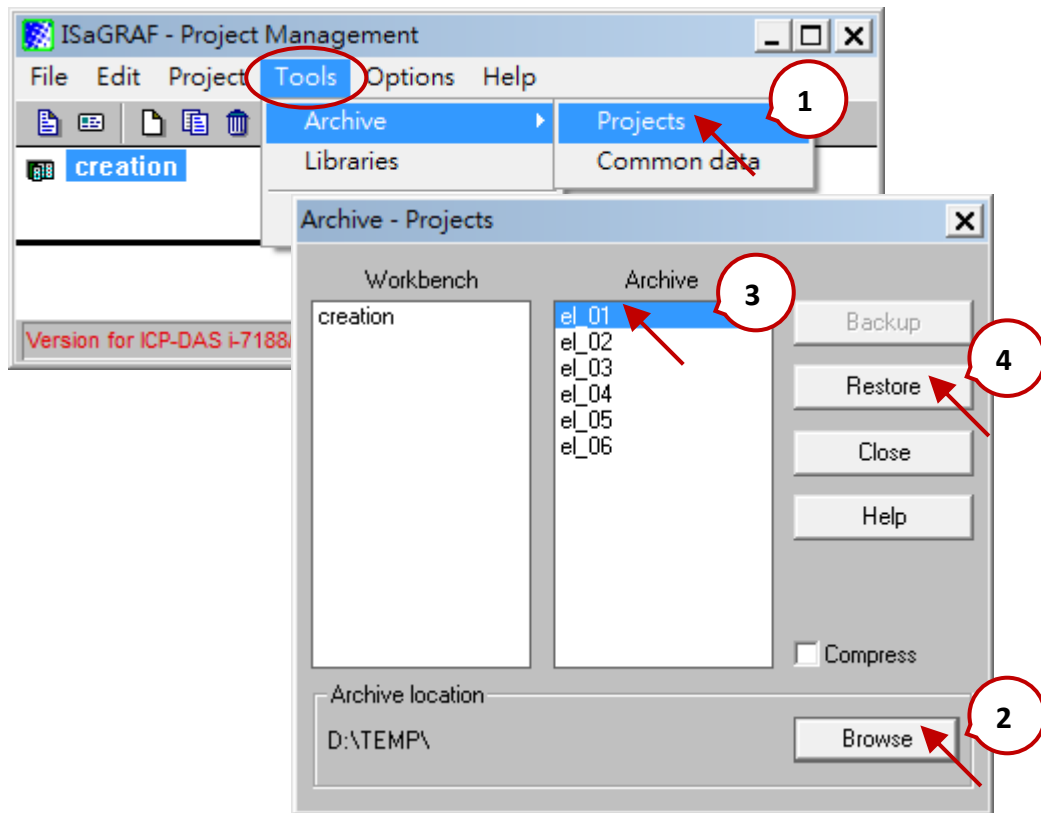 ISaGRAF - Project Management
File Edit Project Tools Options Help
1
Archive Projects
Libraries Common data
creation
Version for ICP-DAS i-7188/
Archive - Projects
Workbench Archive
3
creation
el_01
el_02
el_03
el_04
el_05
el_06
Backup
4
Restore
Close
Help
Compress
Archive location
D:\TEMP\
2
Browse